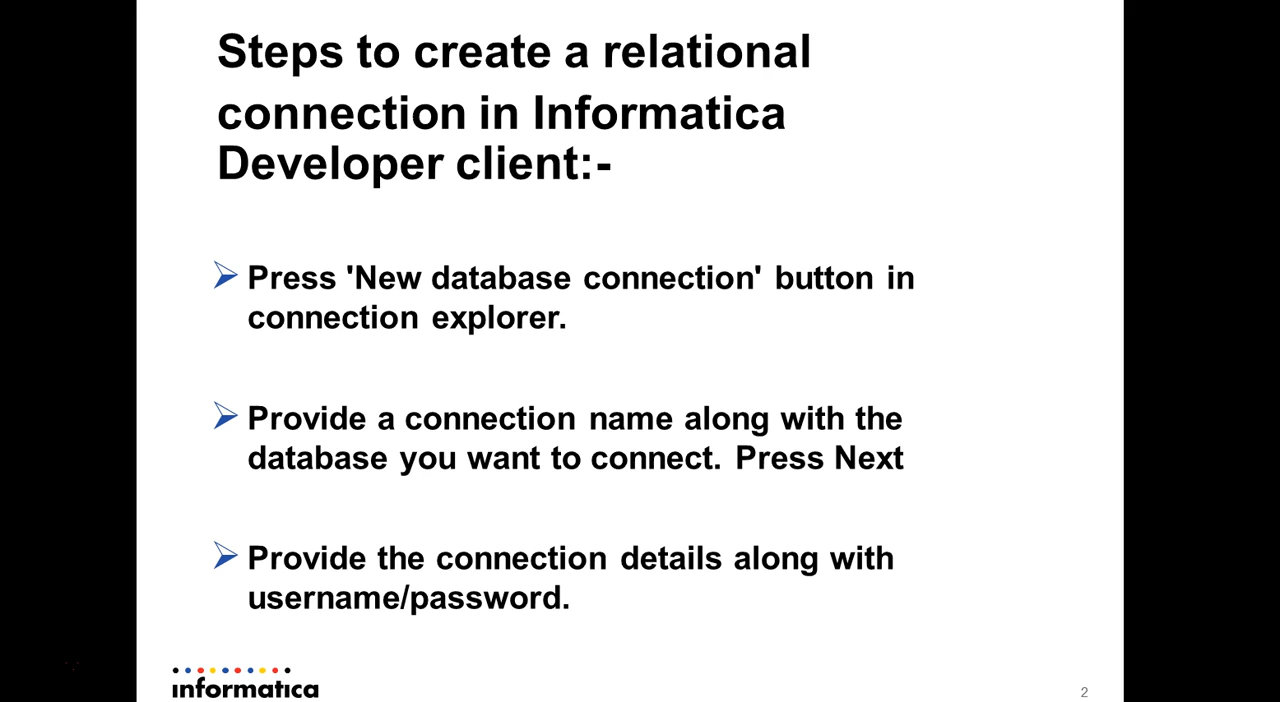 Steps to create a relational
connection in Informatica
Developer client:-
Press 'New database connection' button in
connection explorer.
Provide a connection name along with the
database you want to connect. Press Next
Provide the connection details along with
username/password.
informatica
2